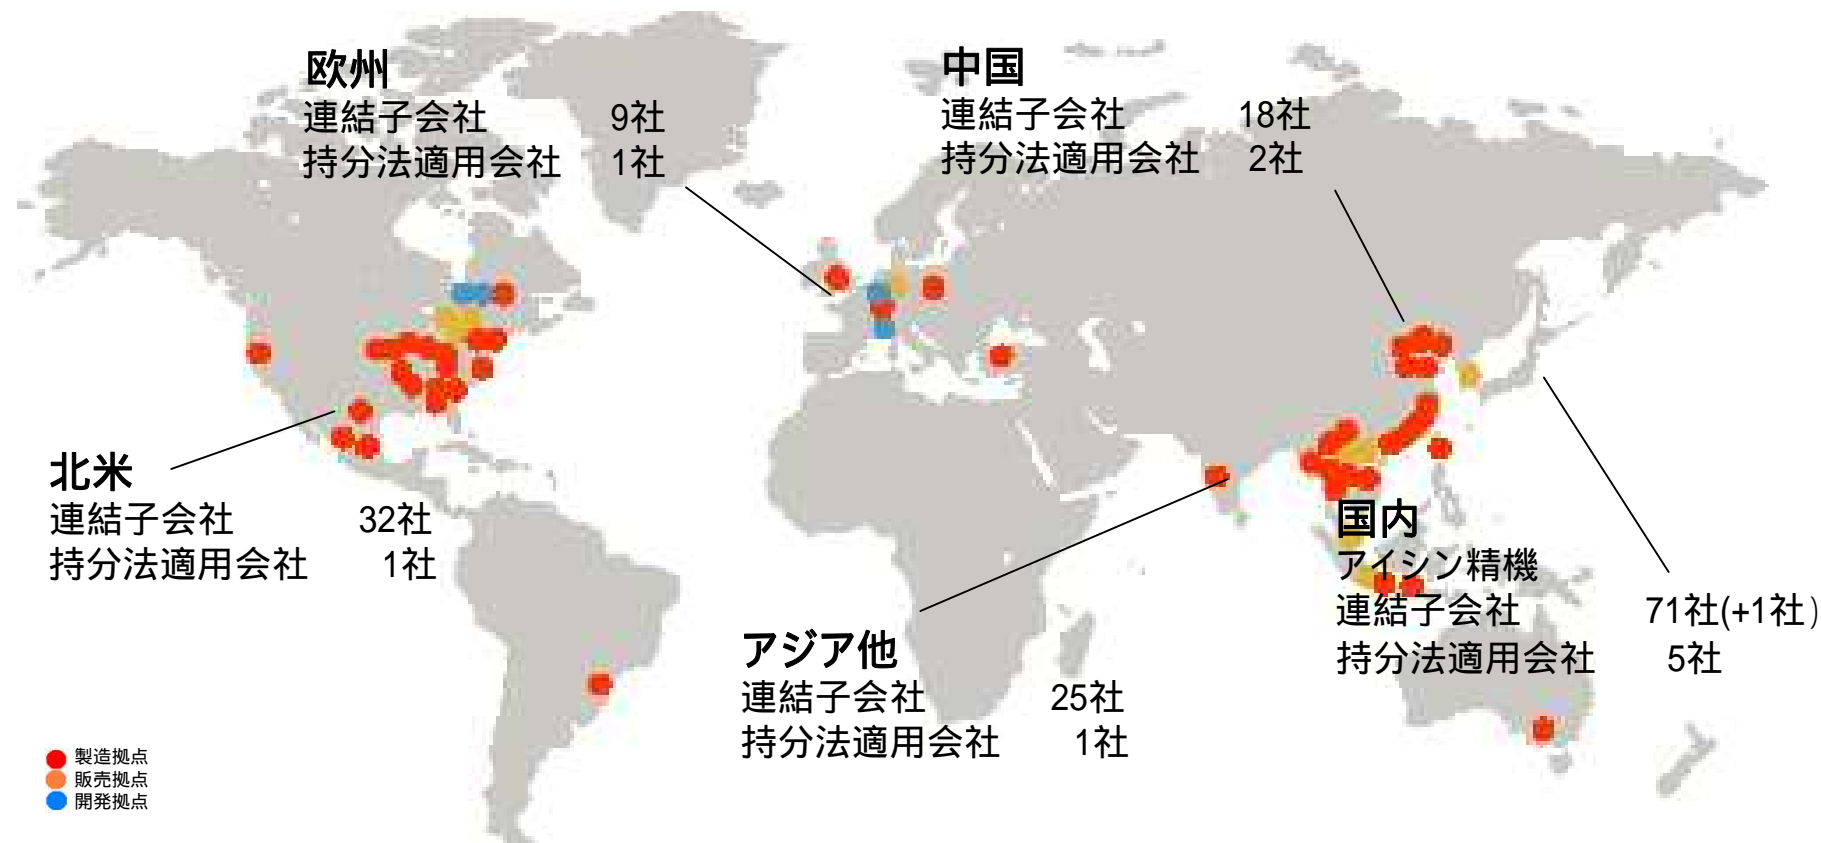 欧州
連結子会社 9社
持分法適用会社 1社
中国
連結子会社 18社
持分法適用会社 2社
北米
連結子会社 32社
持分法適用会社 1社
国内
アイシン精機
連結子会社 71社(+1社)
持分法適用会社 5社
アジア他
連結子会社 25社
持分法適用会社 1社
製造拠点
販売拠点
開発拠点